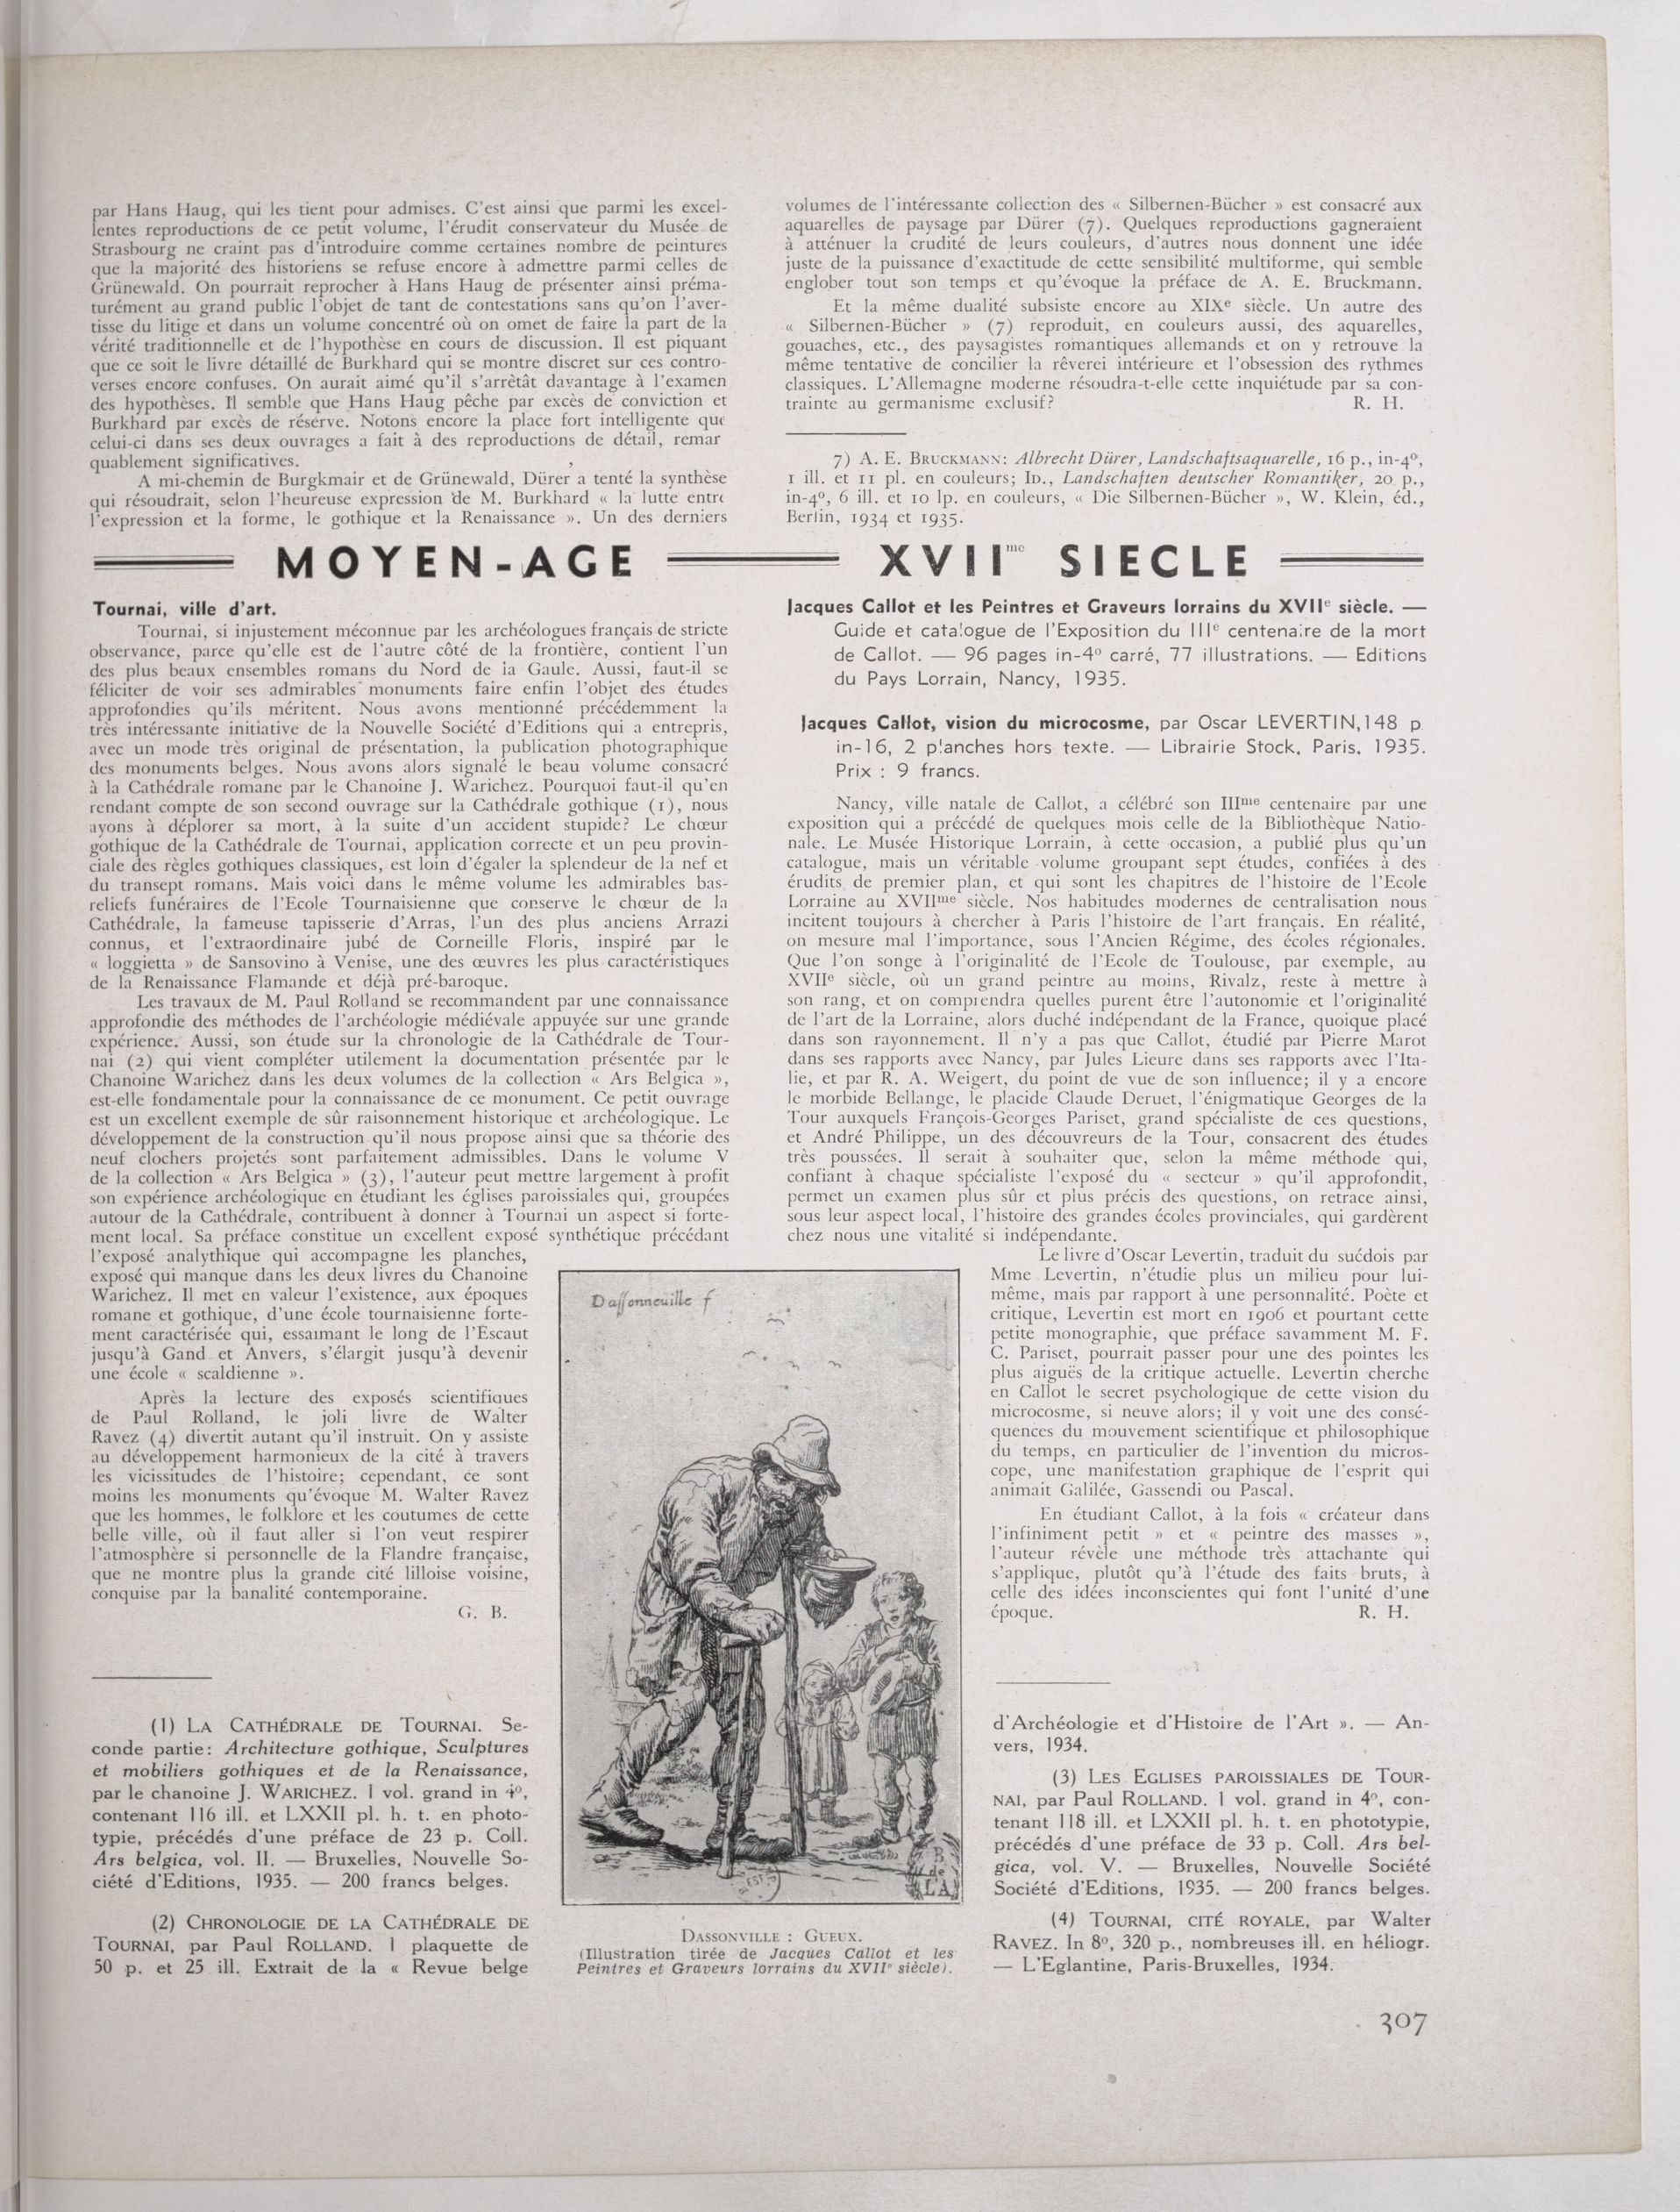 par Hans Haug, qui les tient pour admises. C'est ainsi que parmi les excel-
lentes reproductions de ce petit volume, l'érudit conservateur du Musée de
Strasbourg ne craint pas d'introduire comme certaines nombre de peintures
que la majorité des historiens se refuse encore à admettre parmi celles de
Grünewald. On pourrait reprocher à Hans Haug de présenter ainsi préma-
turément au grand public l'objet de tant de contestations sans qu'on l'aver-
tisse du litige et dans un volume concentré où on omet de faire la part de la
vérité traditionnelle et de l'hypothèse en cours de discussion. Il est piquant
que ce soit le livre détaillé de Burkhard qui se montre discret sur ces contro-
verses encore confuses. On aurait aimé qu'il s'arrêtât davantage à l'examen
des hypothèses. Il semble que Hans Haug pêche par excès de conviction et
Burkhard par excès de réserve. Notons encore la place fort intelligente que
celui-ci dans ses deux ouvrages a fait à des reproductions de détail, remar
quablement significatives.
A mi-chemin de Burgkmair et de Grünewald, Dürer a tenté la synthèse
qui résoudrait, selon l'heureuse expression de M. Burkhard « la lutte entre
l'expression et la forme, le gothique et la Renaissance ». Un des derniers
volumes de l'intéressante collection des « Silbernen-Bücher » est consacré aux
aquarelles de paysage par Dürer (7). Quelques reproductions gagneraient
à atténuer la crudité de leurs couleurs, d'autres nous donnent une idée
juste de la puissance d'exactitude de cette sensibilité multiforme, qui semble
englober tout son temps et qu'évoque la préface de A. E. Bruckmann.
Et la même dualité subsiste encore au XIXe siècle. Un autre des
« Silbernen-Bücher » (7) reproduit, en couleurs aussi, des aquarelles,
gouaches, etc., des paysagistes romantiques allemands et on y retrouve la
même tentative de concilier la rêverei intérieure et l'obsession des rythmes
classiques. L'Allemagne moderne résoudra-t-elle cette inquiétude par sa con-
trainte au germanisme exclusif? R. H.
7) A. E. BRUCKMANN: Albrecht Dürer, Landschaftsaquarelle, 16 p., in-4º,
1 ill. et 11 pl. en couleurs; ID., Landschaften deutscher Romantiker, 20 p.,
in-4º, 6 ill. et 10 lp. en couleurs, « Die Silbernen-Bücher », W. Klein, éd.,
Berlin, 1934 et 1935.
MOYEN-AGE
Tournai, ville d'art.
Tournai, si injustement méconnue par les archéologues français de stricte
observance, parce qu'elle est de l'autre côté de la frontière, contient l'un
des plus beaux ensembles romans du Nord de la Gaule. Aussi, faut-il se
féliciter de voir ses admirables monuments faire enfin l'objet des études
approfondies qu'ils méritent. Nous avons mentionné précédemment la
très intéressante initiative de la Nouvelle Société d'Editions qui a entrepris,
avec un mode très original de présentation, la publication photographique
des monuments belges. Nous avons alors signalé le beau volume consacré
à la Cathédrale romane par le Chanoine J. Warichez. Pourquoi faut-il qu'en
rendant compte de son second ouvrage sur la Cathédrale gothique (1), nous
ayons à déplorer sa mort, à la suite d'un accident stupide? Le chœur
gothique de la Cathédrale de Tournai, application correcte et un peu provin-
ciale des règles gothiques classiques, est loin d'égaler la splendeur de la nef et
du transept romans. Mais voici dans le même volume les admirables bas-
reliefs funéraires de l'Ecole Tournaisienne que conserve le chœur de la
Cathédrale, la fameuse tapisserie d'Arras, l'un des plus anciens Arrazi
connus, et l'extraordinaire jubé de Corneille Floris, inspiré par le
« loggietta » de Sansovino à Venise, une des œuvres les plus caractéristiques
de la Renaissance Flamande et déjà pré-baroque.
Les travaux de M. Paul Rolland se recommandent par une connaissance
approfondie des méthodes de l'archéologie médiévale appuyée sur une grande
expérience. Aussi, son étude sur la chronologie de la Cathédrale de Tour-
nai (2) qui vient compléter utilement la documentation présentée par le
Chanoine Warichez dans les deux volumes de la collection « Ars Belgica »,
est-elle fondamentale pour la connaissance de ce monument. Ce petit ouvrage
est un excellent exemple de sûr raisonnement historique et archéologique. Le
développement de la construction qu'il nous propose ainsi que sa théorie des
neuf clochers projetés sont parfaitement admissibles. Dans le volume V
de la collection « Ars Belgica » (3), l'auteur peut mettre largement à profit
son expérience archéologique en étudiant les églises paroissiales qui, groupées
autour de la Cathédrale, contribuent à donner à Tournai un aspect si forte-
ment local. Sa préface constitue un excellent exposé synthétique précédant
l'exposé analythique qui accompagne les planches,
exposé qui manque dans les deux livres du Chanoine
Warichez. Il met en valeur l'existence, aux époques
romane et gothique, d'une école tournaisienne forte-
ment caractérisée qui, essaimant le long de l'Escaut
jusqu'à Gand et Anvers, s'élargit jusqu'à devenir
une école « scaldienne ».
Après la lecture des exposés scientifiques
de Paul Rolland, le joli livre de Walter
Ravez (4) divertit autant qu'il instruit. On y assiste
au développement harmonieux de la cité à travers
les vicissitudes de l'histoire; cependant, ce sont
moins les monuments qu'évoque M. Walter Ravez
que les hommes, le folklore et les coutumes de cette
belle ville, où il faut aller si l'on veut respirer
l'atmosphère si personnelle de la Flandre française,
que ne montre plus la grande cité lilloise voisine,
conquise par la banalité contemporaine.
G. B.
(1) LA CATHÉDRALE DE TOURNAI. Se-
conde partie: Architecture gothique, Sculptures
et mobiliers gothiques et de la Renaissance,
par le chanoine J. WARICHEZ. 1 vol. grand in 4º,
contenant 116 ill. et LXXII pl. h. t. en photo-
typie, précédés d'une préface de 23 p. Coll.
Ars belgica, vol. II. — Bruxelles, Nouvelle So-
ciété d'Editions, 1935. — 200 francs belges.
(2) CHRONOLOGIE DE LA CATHÉDRALE DE
TOURNAI, par Paul ROLLAND. 1 plaquette de
50 p. et 25 ill. Extrait de la « Revue belge
Dassonneuille f
B
de
L'A
EST
DASSONVILLE : GUEUX.
(Illustration tirée de Jacques Callot et les
Peintres et Graveurs lorrains du XVIIe siècle).
XVIIme SIECLE
Jacques Callot et les Peintres et Graveurs lorrains du XVIIe siècle. —
Guide et catalogue de l'Exposition du IIIe centenaire de la mort
de Callot. — 96 pages in-4º carré, 77 illustrations. — Editions
du Pays Lorrain, Nancy, 1935.
Jacques Callot, vision du microcosme, par Oscar LEVERTIN, 148 p
in-16, 2 planches hors texte. — Librairie Stock, Paris, 1935.
Prix : 9 francs.
Nancy, ville natale de Callot, a célébré son IIIme centenaire par une
exposition qui a précédé de quelques mois celle de la Bibliothèque Natio-
nale. Le Musée Historique Lorrain, à cette occasion, a publié plus qu'un
catalogue, mais un véritable volume groupant sept études, confiées à des
érudits de premier plan, et qui sont les chapitres de l'histoire de l'Ecole
Lorraine au XVIIme siècle. Nos habitudes modernes de centralisation nous
incitent toujours à chercher à Paris l'histoire de l'art français. En réalité,
on mesure mal l'importance, sous l'Ancien Régime, des écoles régionales.
Que l'on songe à l'originalité de l'Ecole de Toulouse, par exemple, au
XVIIe siècle, où un grand peintre au moins, Rivalz, reste à mettre à
son rang, et on comprendra quelles purent être l'autonomie et l'originalité
de l'art de la Lorraine, alors duché indépendant de la France, quoique placé
dans son rayonnement. Il n'y a pas que Callot, étudié par Pierre Marot
dans ses rapports avec Nancy, par Jules Lieure dans ses rapports avec l'Ita-
lie, et par R. A. Weigert, du point de vue de son influence; il y a encore
le morbide Bellange, le placide Claude Deruet, l'énigmatique Georges de la
Tour auxquels François-Georges Pariset, grand spécialiste de ces questions,
et André Philippe, un des découvreurs de la Tour, consacrent des études
très poussées. Il serait à souhaiter que, selon la même méthode qui,
confiant à chaque spécialiste l'exposé du « secteur » qu'il approfondit,
permet un examen plus sûr et plus précis des questions, on retrace ainsi,
sous leur aspect local, l'histoire des grandes écoles provinciales, qui gardèrent
chez nous une vitalité si indépendante.
Le livre d'Oscar Levertin, traduit du suédois par
Mme Levertin, n'étudie plus un milieu pour lui-
même, mais par rapport à une personnalité. Poète et
critique, Levertin est mort en 1906 et pourtant cette
petite monographie, que préface savamment M. F.
C. Pariset, pourrait passer pour une des pointes les
plus aiguës de la critique actuelle. Levertin cherche
en Callot le secret psychologique de cette vision du
microcosme, si neuve alors; il y voit une des consé-
quences du mouvement scientifique et philosophique
du temps, en particulier de l'invention du micros-
cope, une manifestation graphique de l'esprit qui
animait Galilée, Gassendi ou Pascal.
En étudiant Callot, à la fois « créateur dans
l'infiniment petit » et « peintre des masses »,
l'auteur révèle une méthode très attachante qui
s'applique, plutôt qu'à l'étude des faits bruts, à
celle des idées inconscientes qui font l'unité d'une
époque. R. H.
d'Archéologie et d'Histoire de l'Art ». — An-
vers, 1934.
(3) LES EGLISES PAROISSIALES DE TOUR-
NAI, par Paul ROLLAND. 1 vol. grand in 4º, con-
tenant 118 ill. et LXXII pl. h. t. en phototypie,
précédés d'une préface de 33 p. Coll. Ars bel-
gica, vol. V. — Bruxelles, Nouvelle Société
Société d'Editions, 1935. — 200 francs belges.
(4) TOURNAI, CITÉ ROYALE, par Walter
RAVEZ. In 8º, 320 p., nombreuses ill. en héliogr.
— L'Eglantine, Paris-Bruxelles, 1934.
307